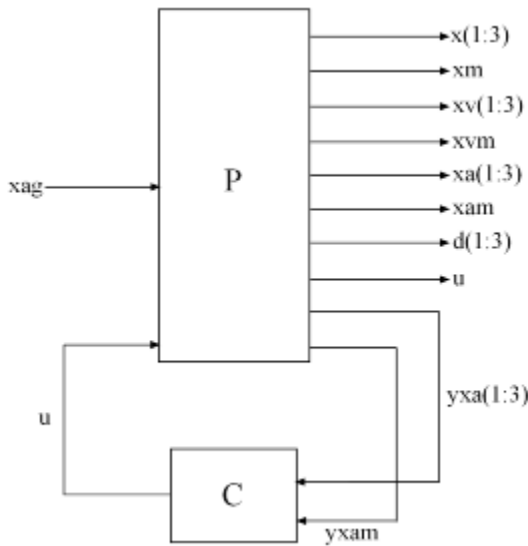 x(1:3)
xm
xv(1:3)
xvm
xag
P
xa(1:3)
xam
d(1:3)
u
yxa(1:3)
u
C
yxam